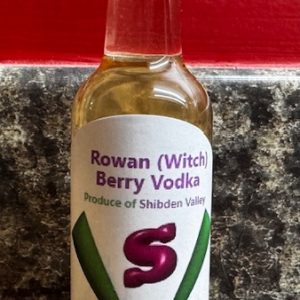 Rowan (Witch)
Berry Vodka
Produce of Shibden Valley
S